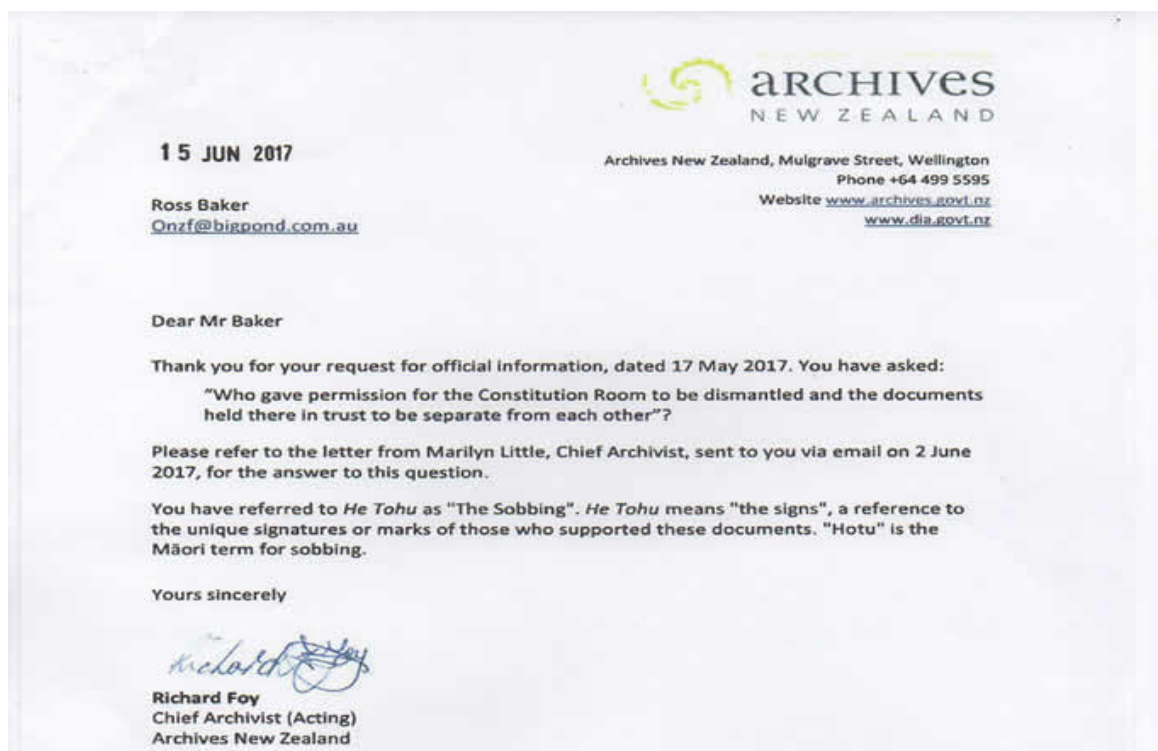 aRCHIVes
NEW ZEALAND
15 JUN 2017
Archives New Zealand, Mulgrave Street, Wellington
Phone +64 499 5595
Website www.archives.govt.nz
www.dia.govt.nz
Ross Baker
Onzf@bigpond.com.au
Dear Mr Baker
Thank you for your request for official information, dated 17 May 2017. You have asked:
"Who gave permission for the Constitution Room to be dismantled and the documents
held there in trust to be separate from each other"?
Please refer to the letter from Marilyn Little, Chief Archivist, sent to you via email on 2 June
2017, for the answer to this question.
You have referred to He Tohu as "The Sobbing". He Tohu means "the signs", a reference to
the unique signatures or marks of those who supported these documents. "Hotu" is the
Māori term for sobbing.
Yours sincerely
Richard Foy
Richard Foy
Chief Archivist (Acting)
Archives New Zealand